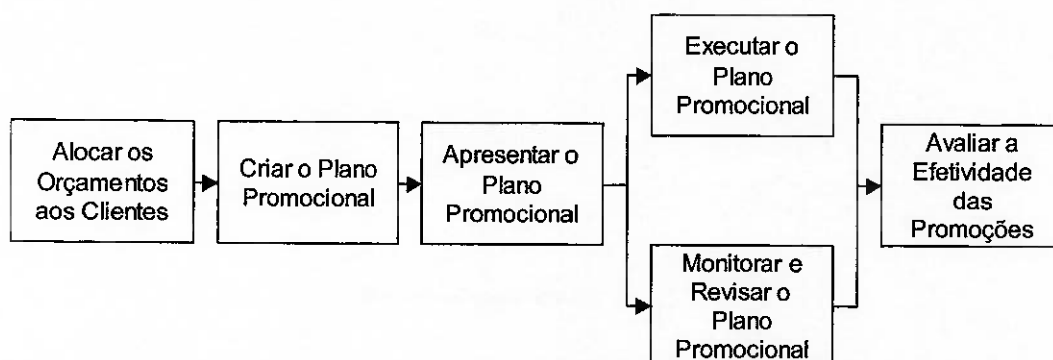 Alocar os
Orçamentos
aos Clientes
Criar o Plano
Promocional
Apresentar o
Plano
Promocional
Executar o
Plano
Promocional
Monitorar e
Revisar o
Plano
Promocional
Avaliar a
Efetividade
das
Promoções